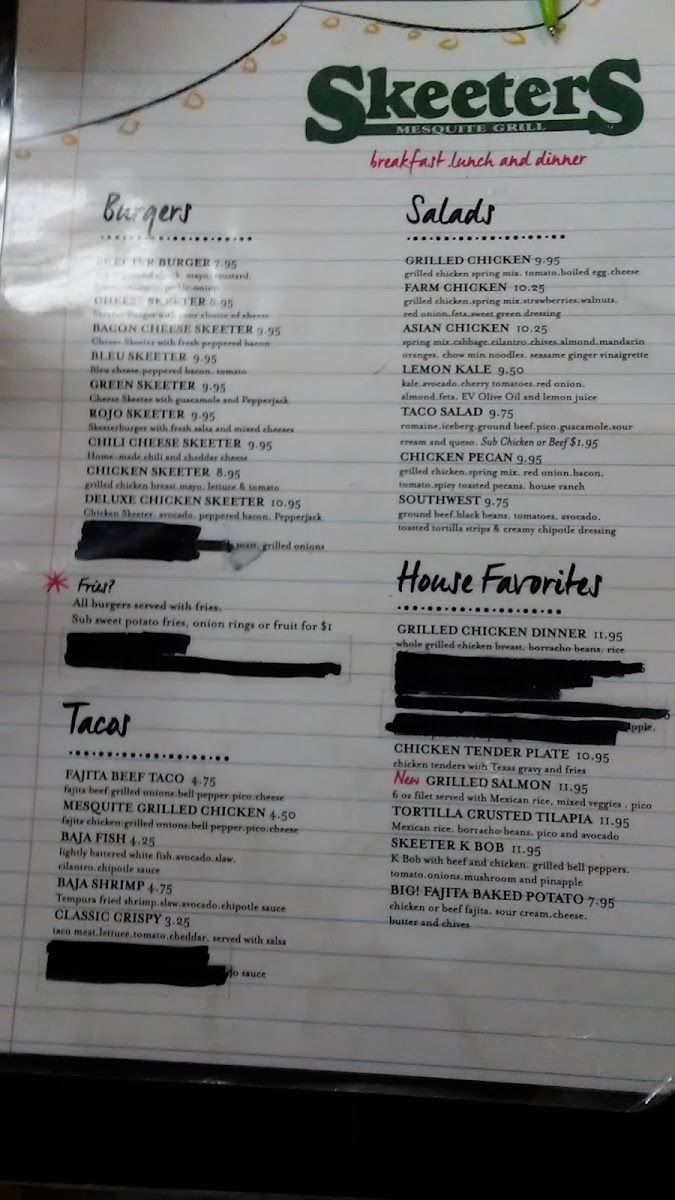 Skeeters
MESQUITE GRILL
breakfast.lunch and dinner
Burgers
BURGER 7.95
mayo, mustard,
onion
CHEESY SKEETER 8.95
Skeeter Burger with your choice of cheese
BACON CHEESE SKEETER 9.95
Cheese Skeeter with fresh peppered bacon
BLEU SKEETER 9.95
Bleu cheese.peppered bacon, tomato
GREEN SKEETER 9.95
Cheese Skeeter with guacamole and Pepperjack
ROJO SKEETER 9.95
Skeeterburger with fresh salsa and mixed cheeses
CHILI CHEESE SKEETER 9.95
Home-made chili and cheddar cheese
CHICKEN SKEETER 8.95
grilled chicken breast.mayo, lettuce & tomato
DELUXE CHICKEN SKEETER 10.95
Chicken Skeeter, avocado, peppered bacon, Pepperjack
toast, grilled onions
Fries?
All burgers served with fries.
Sub sweet potato fries, onion rings or fruit for $1
Tacos
FAJITA BEEF TACO 4.75
fajita beef.grilled onions.bell pepper.pico.cheese
MESQUITE GRILLED CHICKEN 4.50
fajita chicken.grilled onions.bell pepper.pico.cheese
BAJA FISH 4.25
lightly battered white fish.avocado.slaw.
cilantro.chipotle sauce
BAJA SHRIMP 4.75
Tempura fried shrimp.slaw.avocado.chipotle sauce
CLASSIC CRISPY 3.25
taco meat.lettuce.tomato.cheddar. served with salsa
sauce
Salads
GRILLED CHICKEN 9.95
grilled chicken spring mix. tomato.boiled egg.cheese
FARM CHICKEN 10.25
grilled chicken.spring mix.strawberries.walnuts.
red onion.feta.sweet green dressing
ASIAN CHICKEN 10.25
spring mix.cabbage.cilantro.chives.almond.mandarin
oranges. chow min noodles. seasame ginger vinaigrette
LEMON KALE 9.50
kale.avocado.cherry tomatoes.red onion.
almond.feta. EV Olive Oil and lemon juice
TACO SALAD 9.75
romaine.iceberg.ground beef.pico.guacamole.sour
cream and queso. Sub Chicken or Beef $1.95
CHICKEN PECAN 9.95
grilled chicken.spring mix. red onion.bacon.
tomato.spicy toasted pecans. house ranch
SOUTHWEST 9.75
ground beef.black beans, tomatoes, avocado,
toasted tortilla strips & creamy chipotle dressing
House Favorites
GRILLED CHICKEN DINNER 11.95
whole grilled chicken breast. borracho beans. rice
CHICKEN TENDER PLATE 10.95
chicken tenders with Texas gravy and fries
New GRILLED SALMON 11.95
6 oz filet served with Mexican rice, mixed veggies . pico
TORTILLA CRUSTED TILAPIA 11.95
Mexican rice. borracho beans. pico and avocado
SKEETER K BOB 11.95
K Bob with beef and chicken. grilled bell peppers.
tomato.onions.mushroom and pinapple
BIG! FAJITA BAKED POTATO 7.95
chicken or beef fajita. sour cream.cheese.
butter and chives